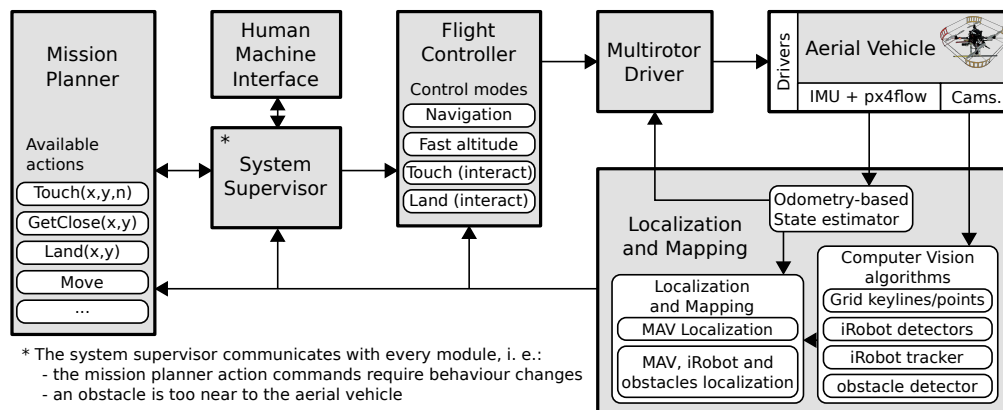 Mission
Planner
Available
actions
Touch(x,y,n)
GetClose(x,y)
Land(x,y)
Move
...
Human
Machine
Interface
*
System
Supervisor
Flight
Controller
Control modes
Navigation
Fast altitude
Touch (interact)
Land (interact)
Multirotor
Driver
Drivers
Aerial Vehicle
IMU + px4flow
Cams.
Localization
and Mapping
Odometry-based
State estimator
Localization
and Mapping
MAV Localization
MAV, iRobot and
obstacles localization
Computer Vision
algorithms
Grid keylines/points
iRobot detectors
iRobot tracker
obstacle detector
* The system supervisor communicates with every module, i. e.:
- the mission planner action commands require behaviour changes
- an obstacle is too near to the aerial vehicle